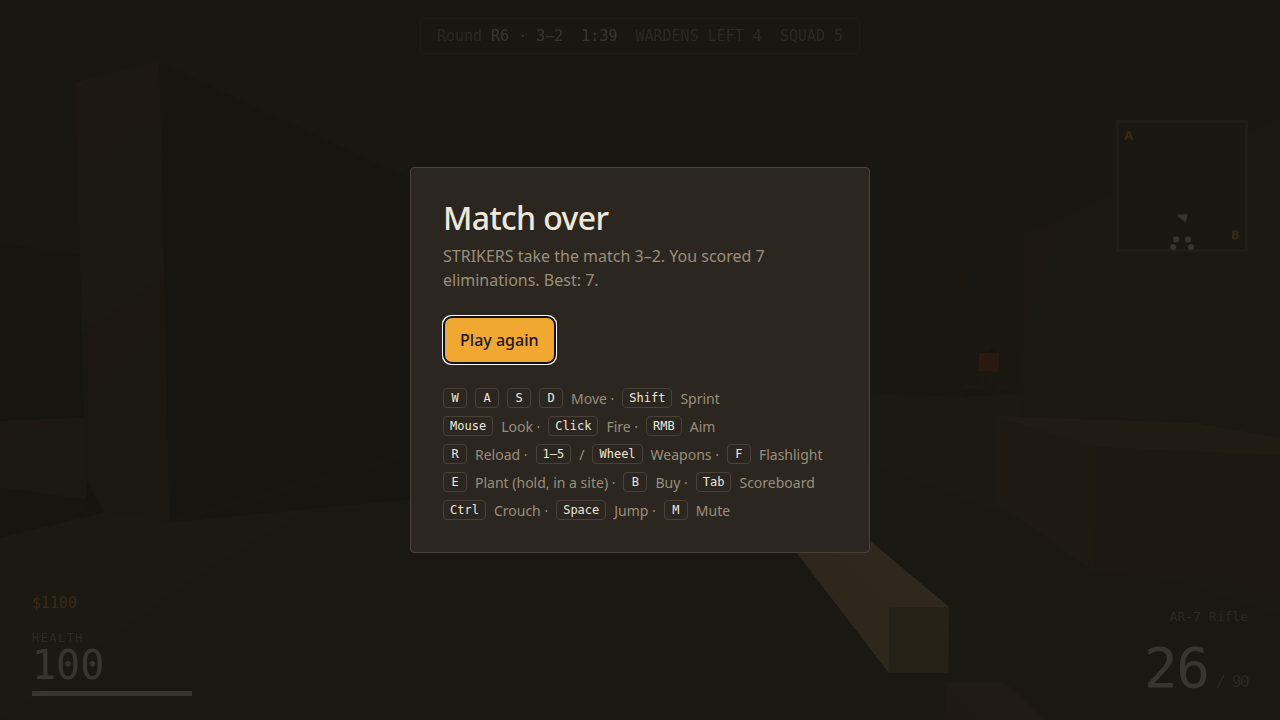 Round R6 · 3–2 1:39 WARDENS LEFT 4 SQUAD 5
A
B
Match over
STRIKERS take the match 3–2. You scored 7
eliminations. Best: 7.
Play again
W A S D Move · Shift Sprint
Mouse Look · Click Fire · RMB Aim
R Reload · 1–5 / Wheel Weapons · F Flashlight
E Plant (hold, in a site) · B Buy · Tab Scoreboard
Ctrl Crouch · Space Jump · M Mute
$1100
HEALTH
100
AR-7 Rifle
26 / 90